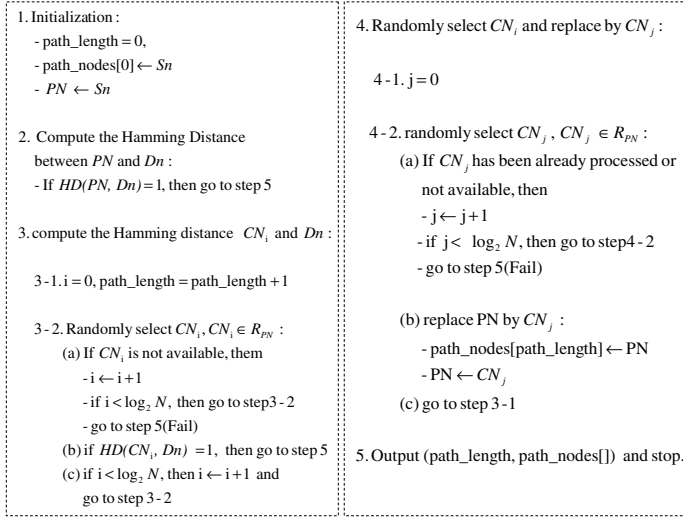 1. Initialization :
- path_length = 0,
- path_nodes[0] ← Sn
- PN ← Sn
2. Compute the Hamming Distance
between PN and Dn :
- If HD(PN, Dn) = 1, then go to step 5
3. compute the Hamming distance CN_i and Dn :
3-1. i = 0, path_length = path_length + 1
3-2. Randomly select CN_i, CN_i ∈ R_PN :
(a) If CN_i is not available, them
- i ← i + 1
- if i < log_2 N, then go to step3-2
- go to step 5(Fail)
(b) if HD(CN_i, Dn) = 1, then go to step 5
(c) if i < log_2 N, then i ← i + 1 and
go to step 3-2
4. Randomly select CN_i and replace by CN_j :
4-1. j = 0
4-2. randomly select CN_j, CN_j ∈ R_PN :
(a) If CN_j has been already processed or
not available, then
- j ← j + 1
- if j < log_2 N, then go to step4-2
- go to step 5(Fail)
(b) replace PN by CN_j :
- path_nodes[path_length] ← PN
- PN ← CN_j
(c) go to step 3-1
5. Output (path_length, path_nodes[]) and stop.